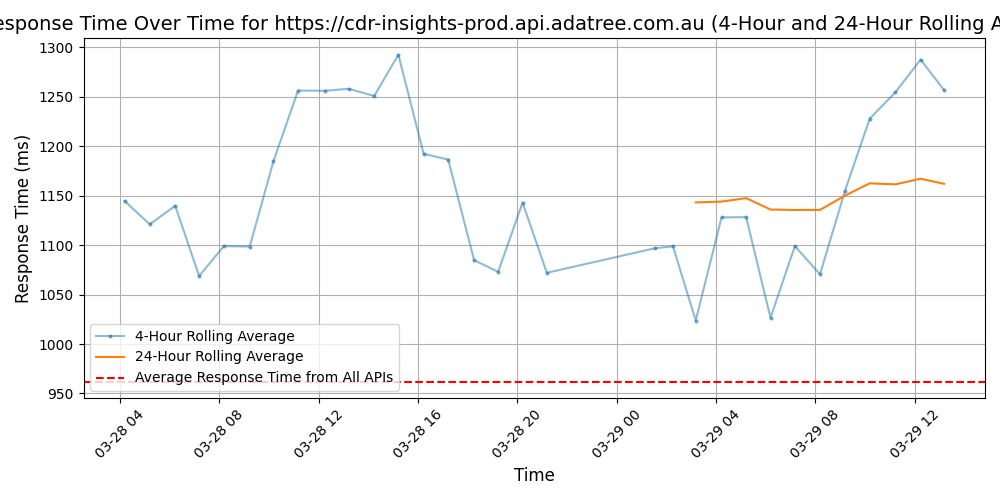 esponse Time Over Time for https://cdr-insights-prod.api.adatree.com.au (4-Hour and 24-Hour Rolling A
Response Time (ms)
1300
1250
1200
1150
1100
1050
1000
950
4-Hour Rolling Average
24-Hour Rolling Average
Average Response Time from All APIs
03-28 04
03-28 08
03-28 12
03-28 16
03-28 20
03-29 00
03-29 04
03-29 08
03-29 12
Time